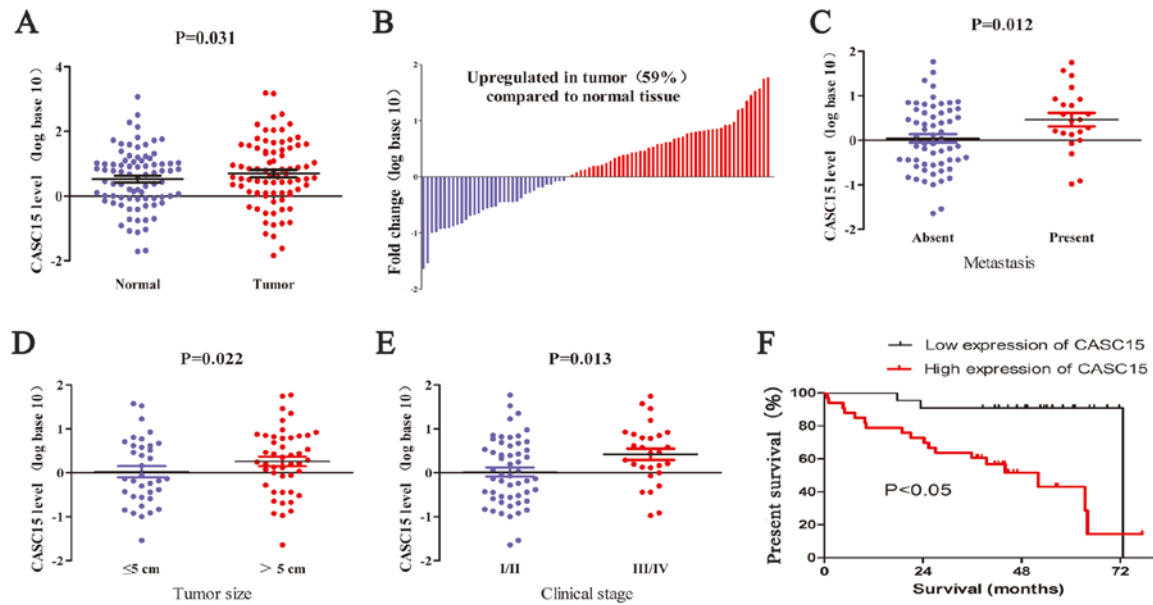 A
P=0.031
CASC15 level (log base 10)
4
2
0
-2
Normal
Tumor
B
Upregulated in tumor (59%)
compared to normal tissue
Fold change (log base 10)
2
1
0
-1
-2
C
P=0.012
CASC15 level (log base 10)
2
1
0
-1
-2
Absent
Present
Metastasis
D
P=0.022
CASC15 level (log base 10)
2
1
0
-1
-2
≤5 cm
> 5 cm
Tumor size
E
P=0.013
CASC15 level (log base 10)
2
1
0
-1
-2
I/II
III/IV
Clinical stage
F
Low expression of CASC15
High expression of CASC15
Present survival (%)
100
80
60
40
20
0
P<0.05
0
24
48
72
Survival (months)